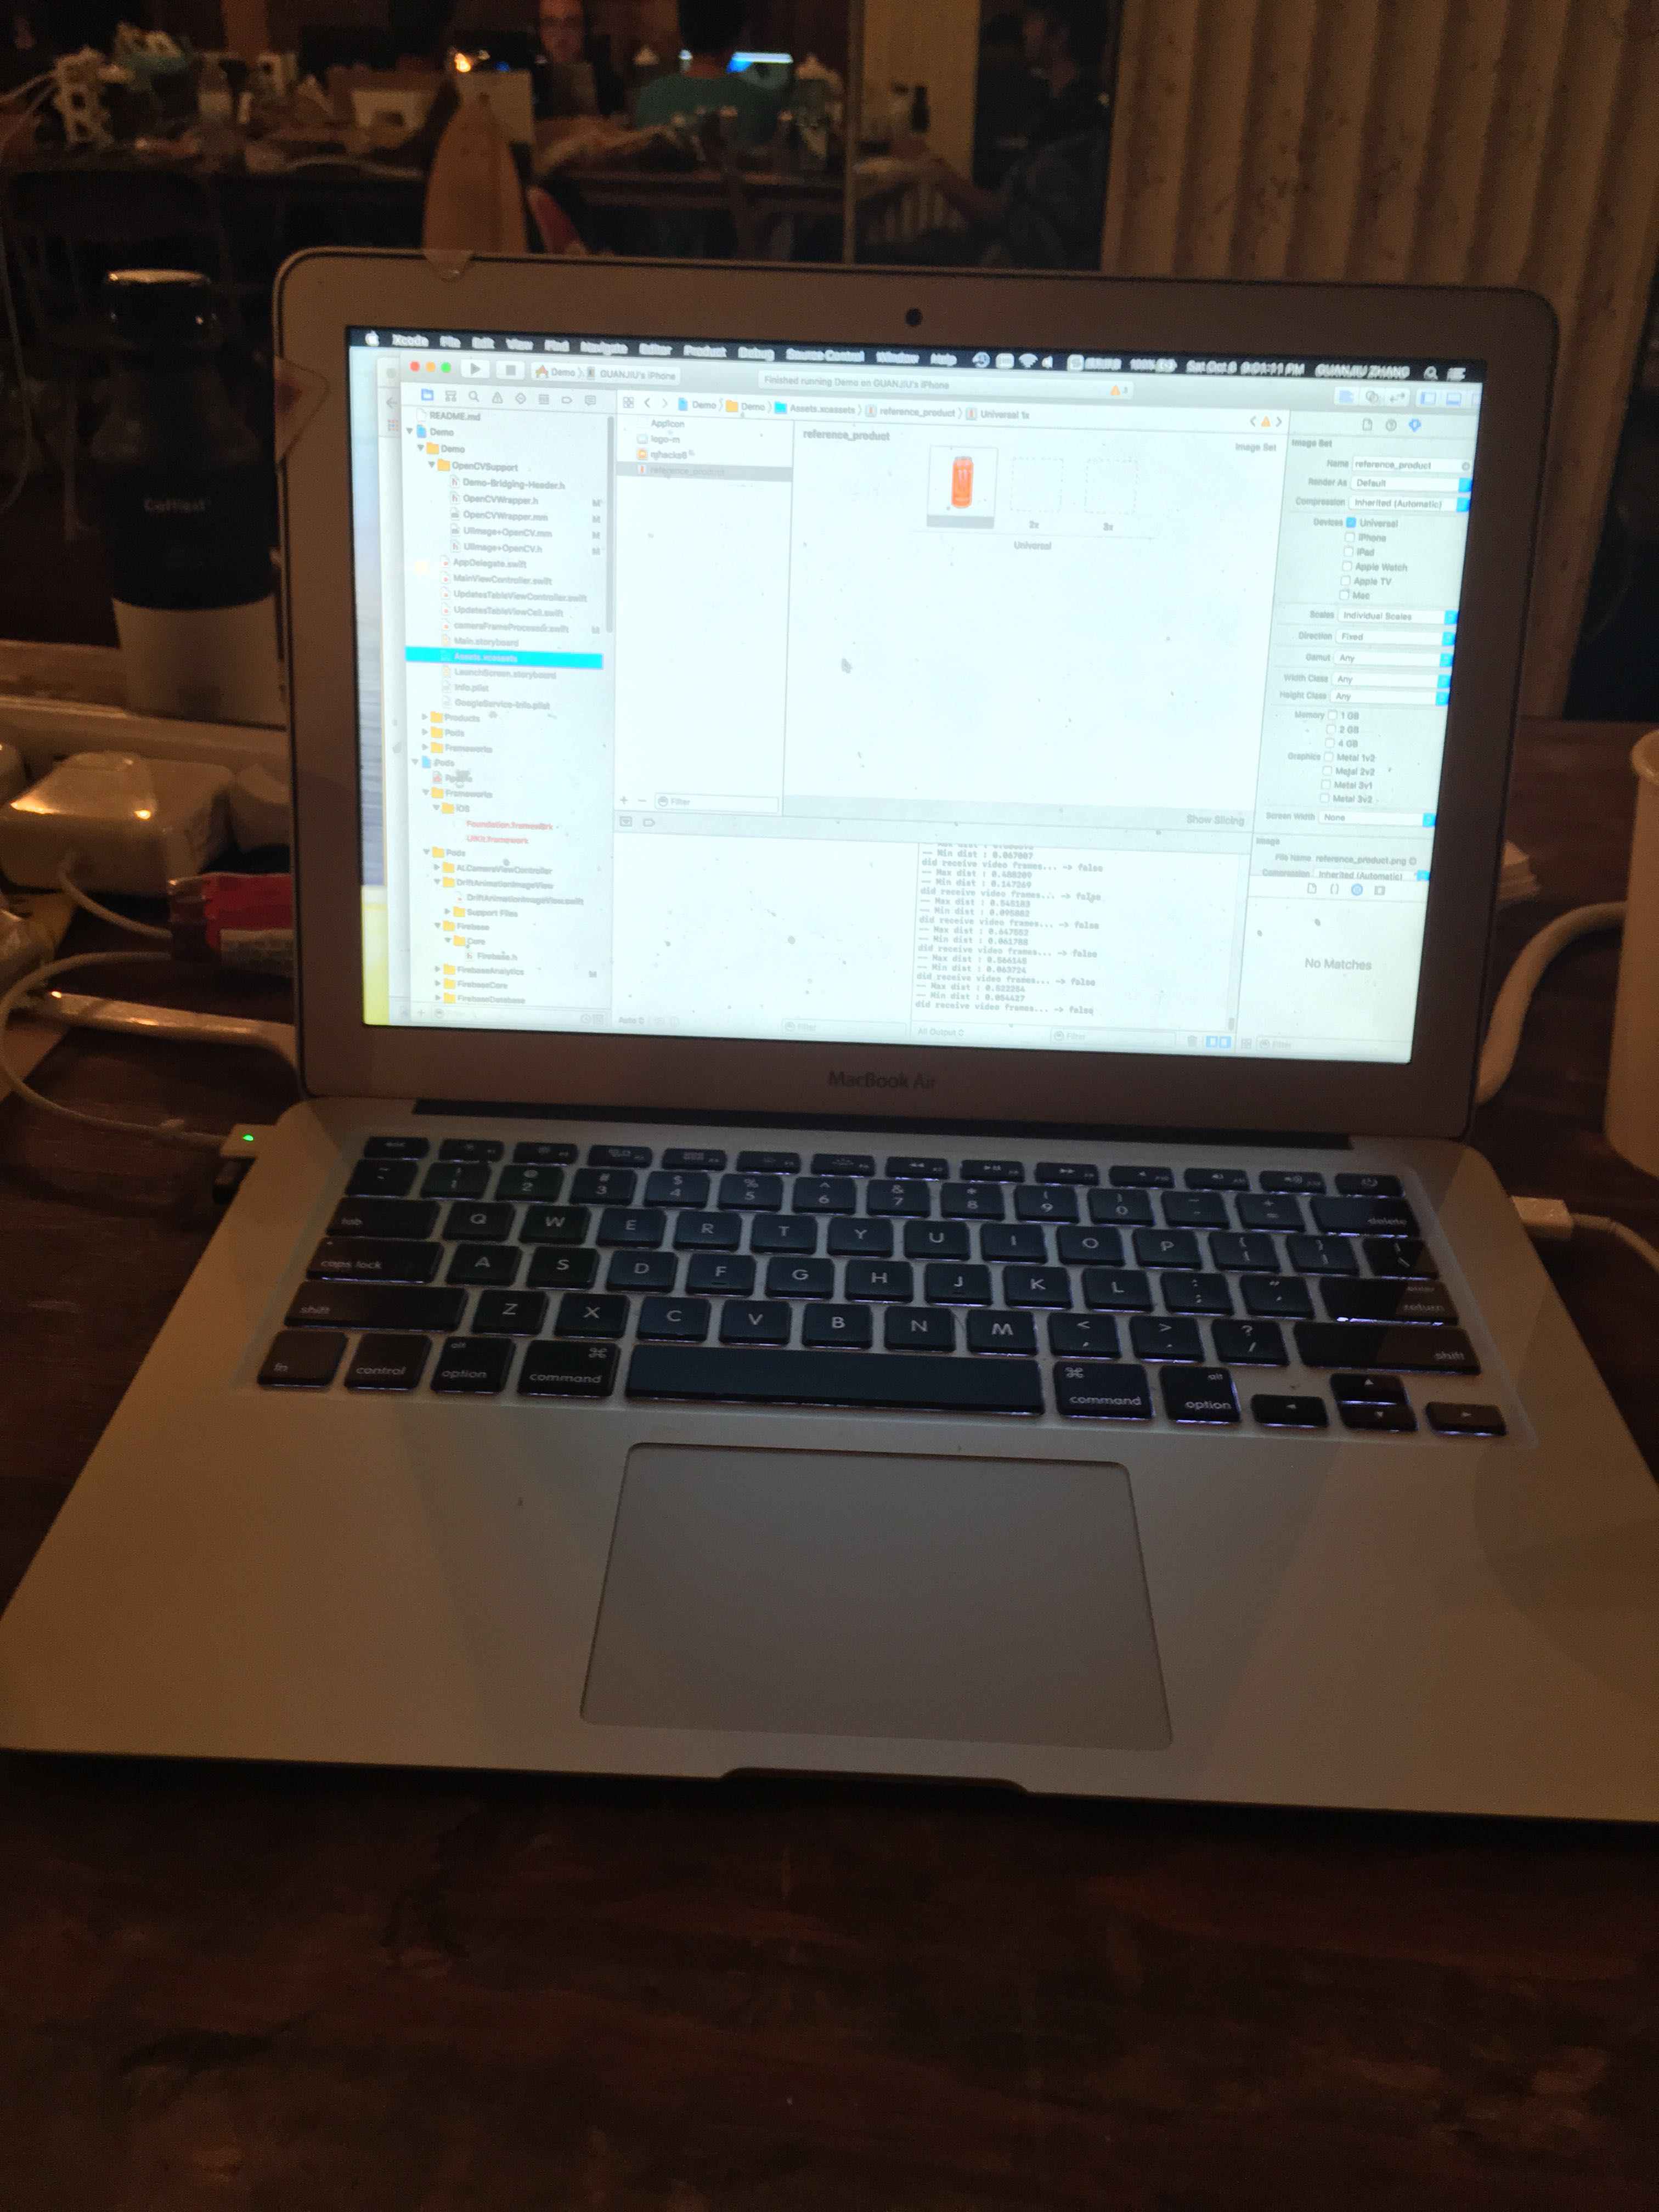 Xcode File Edit View Find Navigate Editor Product Debug Source Control Window Help 100% Sat Oct 6 9:01:11 PM GUANJIU ZHANG
Demo GUANJIU's iPhone
Finished running Demo on GUANJIU's iPhone 3
README.md
Demo
Demo
OpenCVSupport
Demo-Bridging-Header.h
OpenCVWrapper.h M
OpenCVWrapper.mm M
UIImage+OpenCV.mm M
UIImage+OpenCV.h M
AppDelegate.swift
MainViewController.swift
UpdatesTableViewController.swift
UpdatesTableViewCell.swift
cameraFrameProcessor.swift M
Main.storyboard
Assets.xcassets
LaunchScreen.storyboard
Info.plist
GoogleService-Info.plist
Products
Pods
Frameworks
Pods
Frameworks
iOS
Foundation.framework
UIKit.framework
Pods
ALCameraViewController
DriftAnimationImageView
DriftAnimationImageView.swift
Support Files
Firebase
Core
Firebase.h
FirebaseAnalytics M
FirebaseCore
FirebaseDatabase
Demo Demo Assets.xcassets reference_product Universal 1x
AppIcon
logo-m
reference_product
Filter
reference_product
Image Set
2x
3x
Universal
Show Slicing
— Min dist : 0.067007
did receive video frames... -> false
— Max dist : 0.480209
— Min dist : 0.147269
did receive video frames... -> false
— Max dist : 0.548183
— Min dist : 0.095882
did receive video frames... -> false
— Max dist : 0.647552
— Min dist : 0.061788
did receive video frames... -> false
— Max dist : 0.566148
— Min dist : 0.063724
did receive video frames... -> false
— Max dist : 0.522254
— Min dist : 0.054427
did receive video frames... -> false
Auto
Filter
All Output
Filter
Image Set
Name reference_product
Render As Default
Compression Inherited (Automatic)
Devices Universal
iPhone
iPad
Apple Watch
Apple TV
Mac
Scales Individual Scales
Direction Fixed
Gamut Any
Width Class Any
Height Class Any
Memory 1 GB
2 GB
4 GB
Graphics Metal 1v2
Metal 2v2
Metal 3v1
Metal 3v2
Screen Width None
Image
File Name reference_product.png
Compression Inherited (Automatic)
No Matches
Filter
MacBook Air
esc
~ ! 1 @ 2 # 3 $ 4 % 5 ^ 6 & 7 * 8 ( 9 ) 0 - + = delete
tab Q W E R T Y U I O P { [ } ] \
caps lock A S D F G H J K L : ; " ' enter return
shift Z X C V B N M < , > . ? / shift
fn control alt option ⌘ command ⌘ command alt option